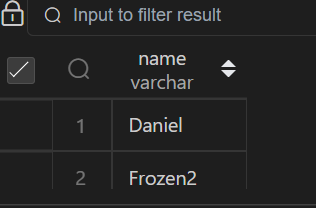 Input to filter result
name
varchar
1 Daniel
2 Frozen2